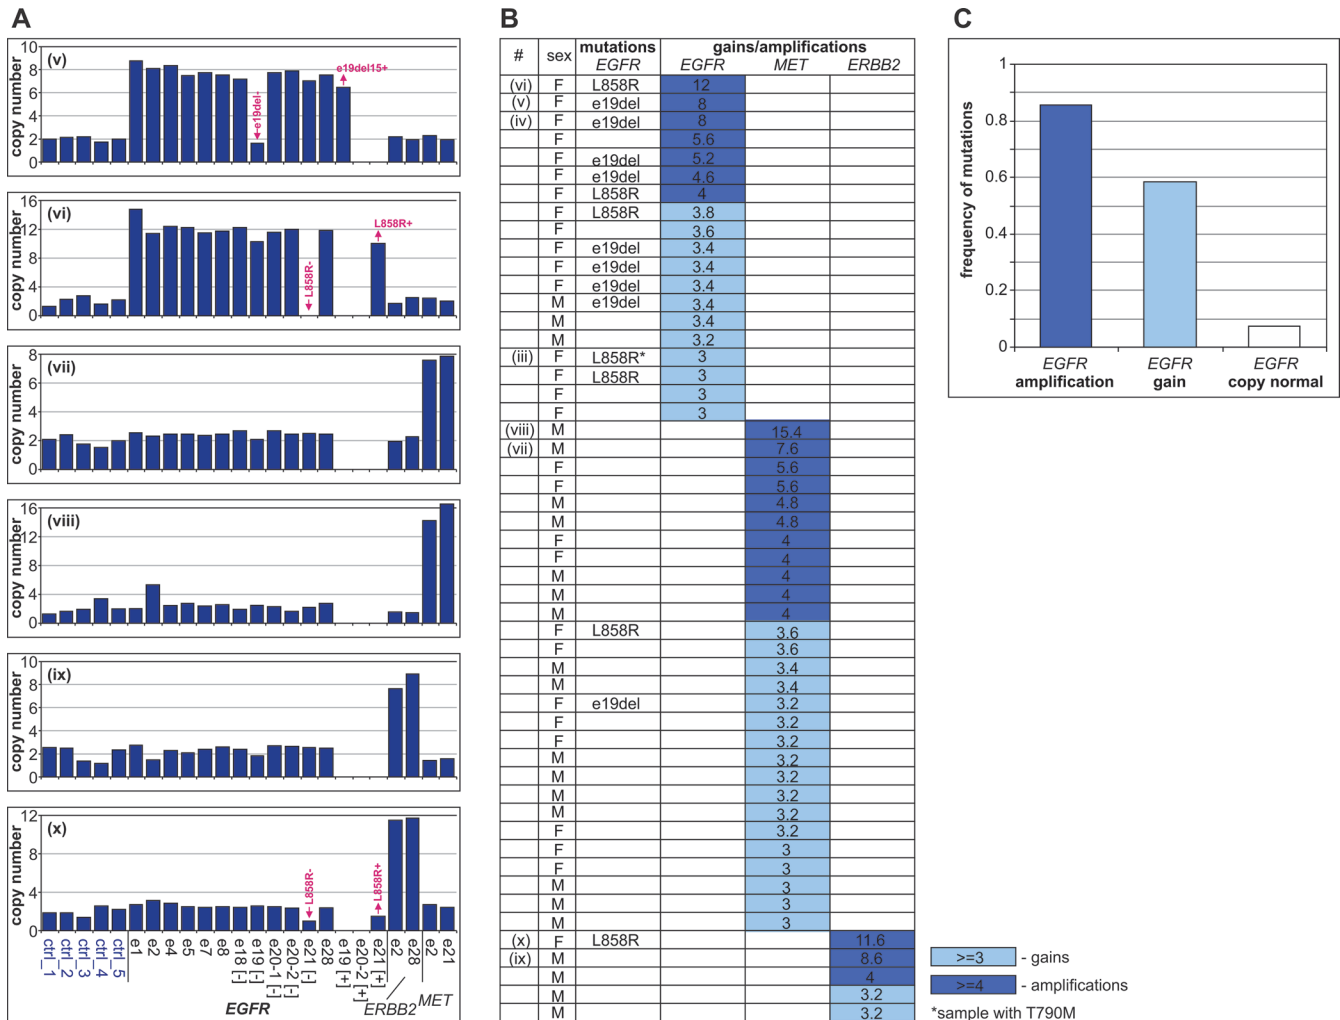 A
copy number
(v)
10
8
6
4
2
0
e19del-
e19del15+
copy number
(vi)
16
12
8
4
0
L858R-
L858R+
copy number
(vii)
8
6
4
2
0
copy number
(viii)
16
12
8
4
0
copy number
(ix)
10
8
6
4
2
0
copy number
(x)
12
8
4
0
L858R-
L858R+
ctrl_1
ctrl_2
ctrl_3
ctrl_4
ctrl_5
e1
e2
e4
e5
e7
e8
e18 [-]
e19 [-]
e20-1 [-]
e20-2 [-]
e21 [-]
e28
e19 [+]
e20-2 [+]
e21 [+]
e2
e28
e2
e21
EGFR
ERBB2
MET
B
mutations gains/amplifications
# sex EGFR EGFR MET ERBB2
(vi) F L858R 12
(v) F e19del 8
(iv) F e19del 8
F 5.6
F e19del 5.2
F e19del 4.6
F L858R 4
F L858R 3.8
F 3.6
F e19del 3.4
F e19del 3.4
F e19del 3.4
M e19del 3.4
M 3.4
M 3.2
(iii) F L858R* 3
F L858R 3
F 3
F 3
(viii) M 15.4
(vii) M 7.6
F 5.6
F 5.6
M 4.8
M 4.8
F 4
F 4
M 4
M 4
M 4
F L858R 3.6
F 3.6
M 3.4
M 3.4
F e19del 3.2
F 3.2
F 3.2
M 3.2
M 3.2
M 3.2
M 3.2
F 3.2
F 3
F 3
M 3
M 3
M 3
(x) F L858R 11.6
(ix) M 8.6
M 4
M 3.2
M 3.2
>=3 - gains
>=4 - amplifications
*sample with T790M
C
frequency of mutations
1
0.8
0.6
0.4
0.2
0
EGFR EGFR EGFR
amplification gain copy normal